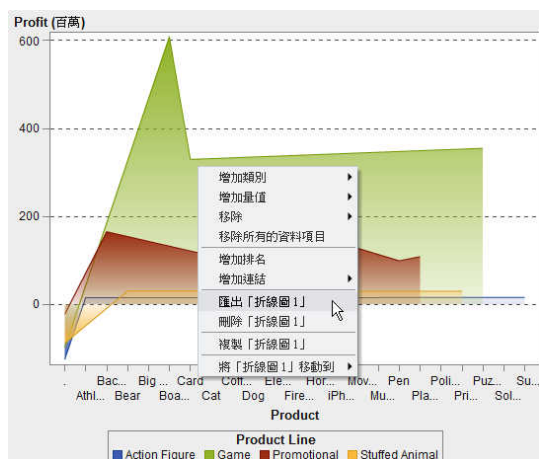 Profit (百萬)
600
400
200
0
增加類別
增加量值
移除
移除所有的資料項目
增加排名
增加連結
匯出「折線圖 1」
刪除「折線圖 1」
複製「折線圖 1」
將「折線圖 1」移動到
. Bac... Big ... Card Coff... Ele... Hor... Mov... Pen Poli... Puz... Su...
Athl... Bear Boa... Cat Dog Fire... iPh... Mu... Pla... Pri... Sol...
Product
Product Line
Action Figure Game Promotional Stuffed Animal